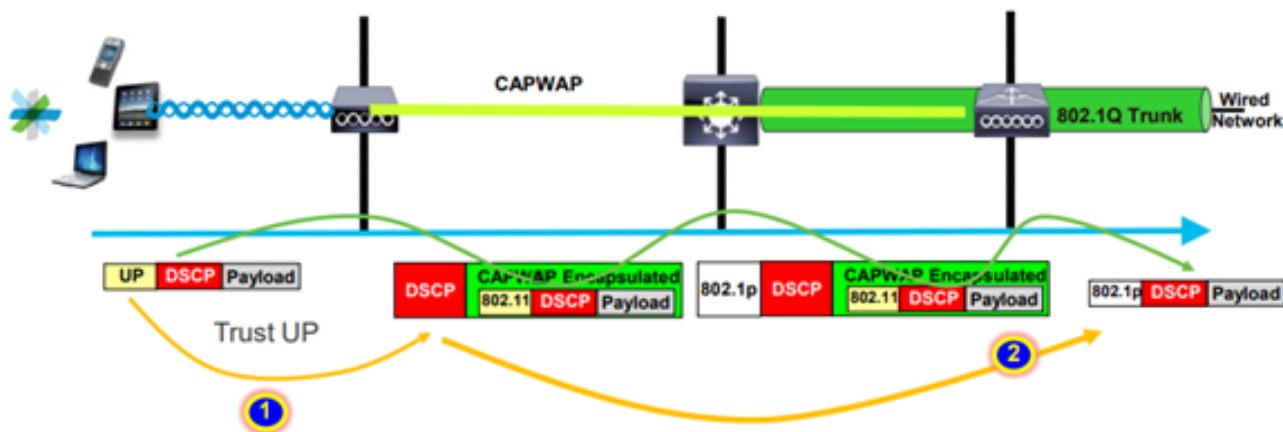 CAPWAP
802.1Q Trunk
Wired
Network
UP DSCP Payload
DSCP
CAPWAP Encapsulated
802.11 DSCP Payload
802.1p DSCP
CAPWAP Encapsulated
802.11 DSCP Payload
802.1p DSCP Payload
Trust UP
1
2